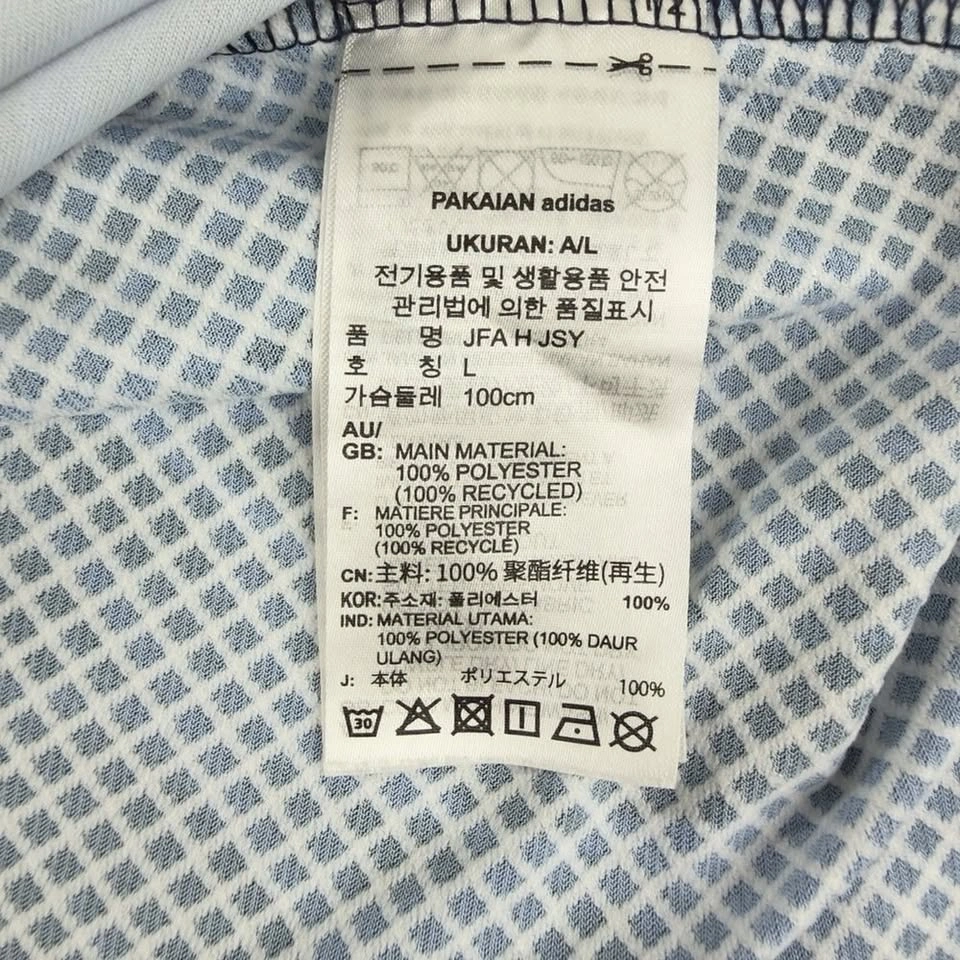 PAKAIAN adidas
UKURAN: A/L
전기용품 및 생활용품 안전
관리법에 의한 품질표시
품 명 JFA H JSY
호 칭 L
가슴둘레 100cm
AU/
GB: MAIN MATERIAL:
100% POLYESTER
(100% RECYCLED)
F: MATIERE PRINCIPALE:
100% POLYESTER
(100% RECYCLÉ)
CN: 主料: 100% 聚酯纤维(再生)
KOR: 주소재: 폴리에스터 100%
IND: MATERIAL UTAMA:
100% POLYESTER (100% DAUR
ULANG)
J: 本体 ポリエステル 100%
30